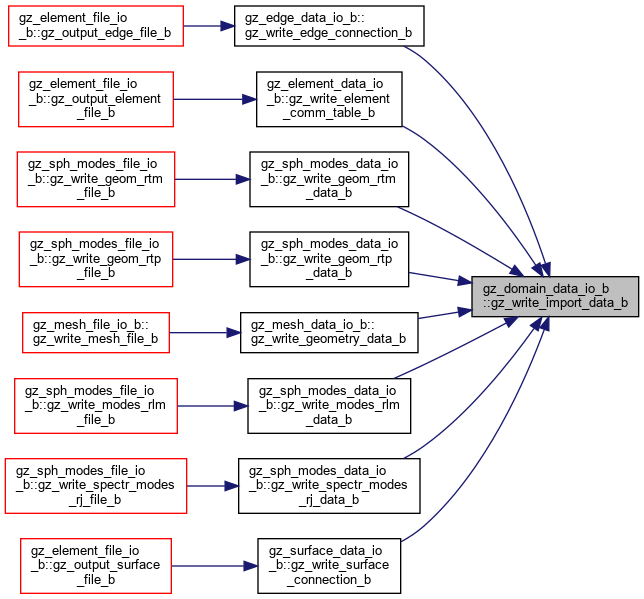 gz_element_file_io
_b::gz_output_edge_file_b
gz_edge_data_io_b::
gz_write_edge_connection_b
gz_element_file_io
_b::gz_output_element
_file_b
gz_element_data_io
_b::gz_write_element
_comm_table_b
gz_sph_modes_file_io
_b::gz_write_geom_rtm
_file_b
gz_sph_modes_data_io
_b::gz_write_geom_rtm
_data_b
gz_sph_modes_file_io
_b::gz_write_geom_rtp
_file_b
gz_sph_modes_data_io
_b::gz_write_geom_rtp
_data_b
gz_domain_data_io_b
::gz_write_import_data_b
gz_mesh_file_io_b::
gz_write_mesh_file_b
gz_mesh_data_io_b::
gz_write_geometry_data_b
gz_sph_modes_file_io
_b::gz_write_modes_rlm
_file_b
gz_sph_modes_data_io
_b::gz_write_modes_rlm
_data_b
gz_sph_modes_file_io
_b::gz_write_spectr_modes
_rj_file_b
gz_sph_modes_data_io
_b::gz_write_spectr_modes
_rj_data_b
gz_element_file_io
_b::gz_output_surface
_file_b
gz_surface_data_io
_b::gz_write_surface
_connection_b